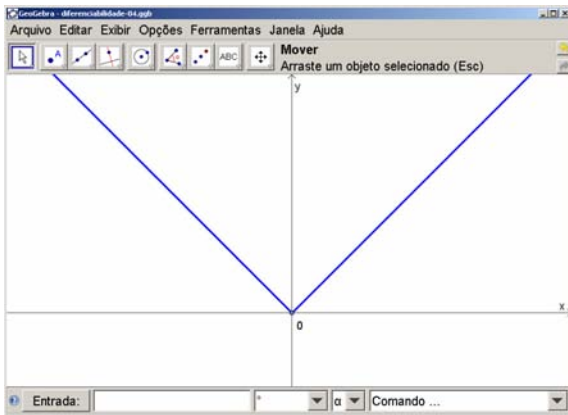 GeoGebra - diferenciabilidade-04.ggb
Arquivo Editar Exibir Opções Ferramentas Janela Ajuda
A
ABC
Mover
Arraste um objeto selecionado (Esc)
y
x
0
Entrada:
°
α
Comando ...